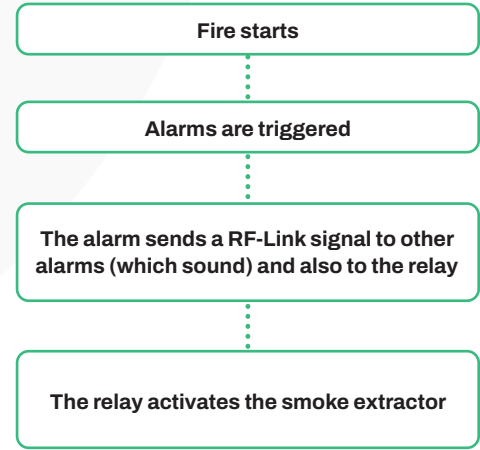 Fire starts
Alarms are triggered
The alarm sends a RF-Link signal to other
alarms (which sound) and also to the relay
The relay activates the smoke extractor